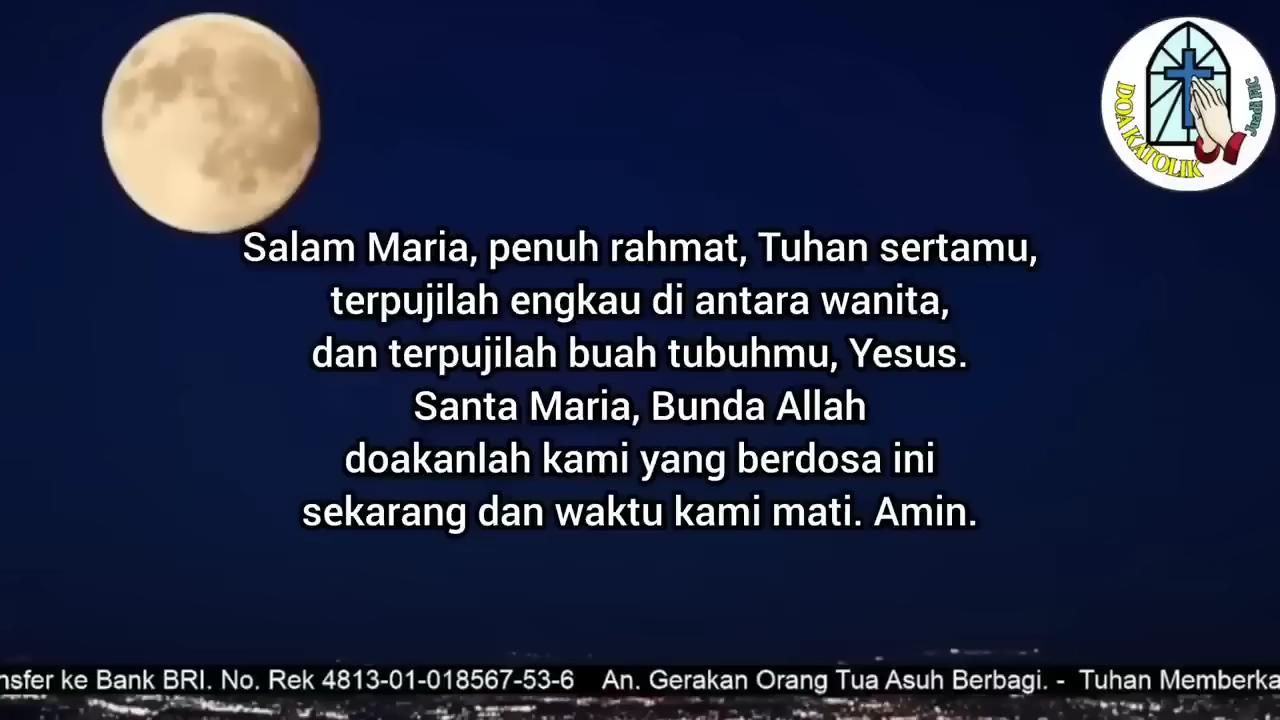 DOA KATOLIK
Juadi FIC
Salam Maria, penuh rahmat, Tuhan sertamu,
terpujilah engkau di antara wanita,
dan terpujilah buah tubuhmu, Yesus.
Santa Maria, Bunda Allah
doakanlah kami yang berdosa ini
sekarang dan waktu kami mati. Amin.
nsfer ke Bank BRI. No. Rek 4813-01-018567-53-6 An. Gerakan Orang Tua Asuh Berbagi. - Tuhan Memberka